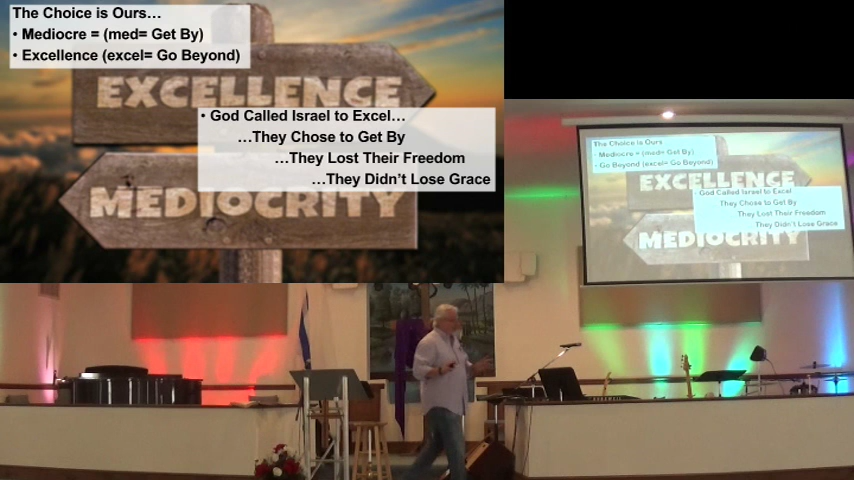 The Choice is Ours…
• Mediocre = (med= Get By)
• Excellence (excel= Go Beyond)
EXCELLENCE
• God Called Israel to Excel…
…They Chose to Get By
…They Lost Their Freedom
…They Didn't Lose Grace
MEDIOCRITY
The Choice is Ours
• Mediocre = (med= Get By)
• Go Beyond (excel= Go Beyond)
EXCELLENCE
• God Called Israel to Excel
They Chose to Get By
They Lost Their Freedom
They Didn't Lose Grace
MEDIOCRITY